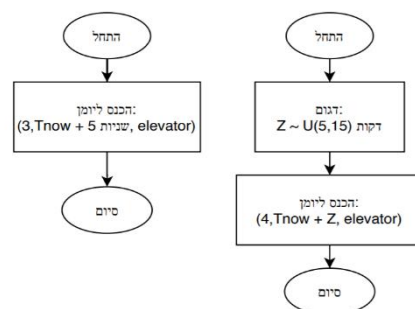 התחל
הכנס ליומן:
(3,Tnow + 5 שניות, elevator)
סיום
התחל
דגום:
Z ~ U(5,15) דקות
הכנס ליומן:
(4,Tnow + Z, elevator)
סיום